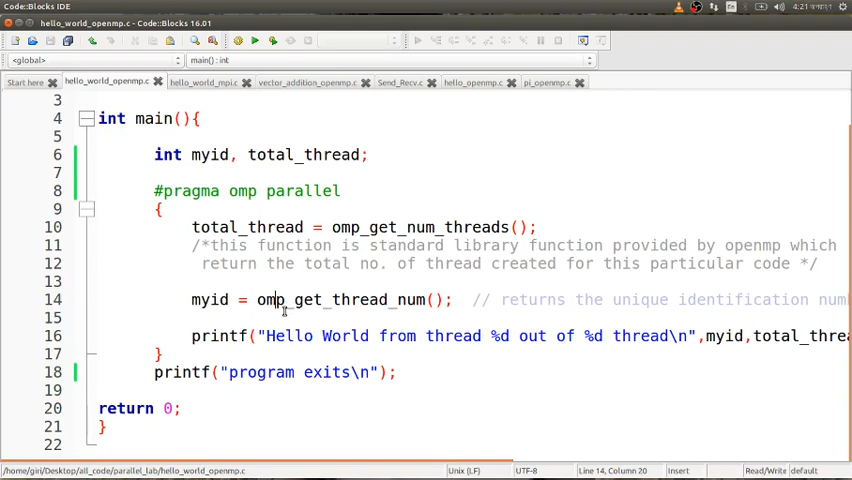 Code::Blocks IDE
4:21 अपराह्न
hello_world_openmp.c - Code::Blocks 16.01
<global>
main() : int
Start here
hello_world_openmp.c
hello_world_mpi.c
vector_addition_openmp.c
Send_Recv.c
hello_openmp.c
pi_openmp.c
3
4 int main(){
5
6 int myid, total_thread;
7
8 #pragma omp parallel
9 {
10 total_thread = omp_get_num_threads();
11 /*this function is standard library function provided by openmp which
12 return the total no. of thread created for this particular code */
13
14 myid = omp_get_thread_num(); // returns the unique identification num
15
16 printf("Hello World from thread %d out of %d thread\n",myid,total_threa
17 }
18 printf("program exits\n");
19
20 return 0;
21 }
22
/home/giri/Desktop/all_code/parallel_lab/hello_world_openmp.c
Unix (LF)
UTF-8
Line 14, Column 20
Insert
Read/Write
default